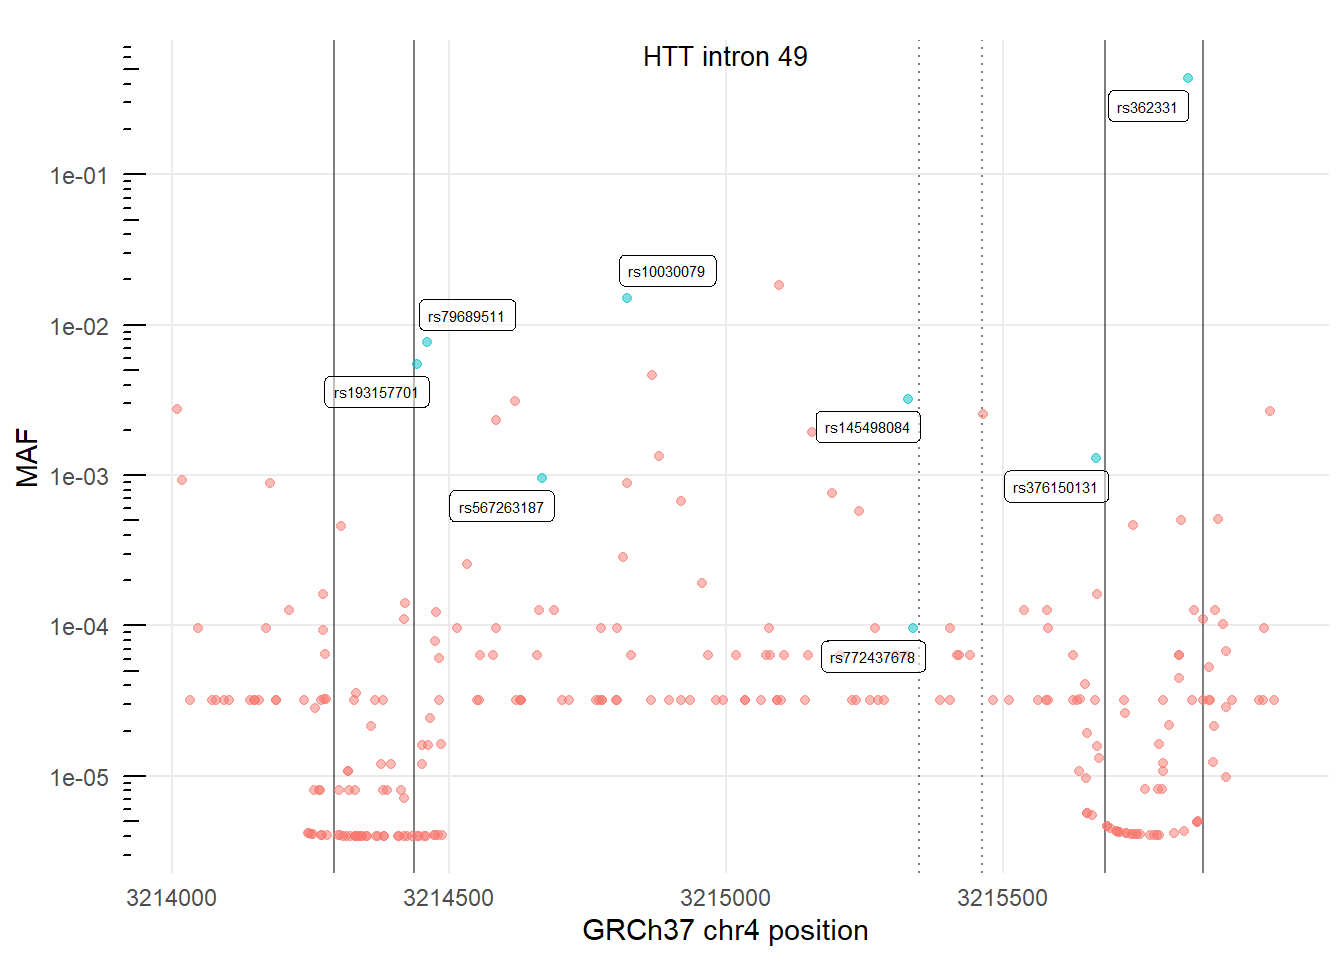 HTT intron 49
rs362331
1e-01
rs10030079
rs79689511
1e-02
rs193157701
rs145498084
MAF
1e-03
rs376150131
rs567263187
1e-04
rs772437678
1e-05
3214000
3214500
3215000
3215500
GRCh37 chr4 position